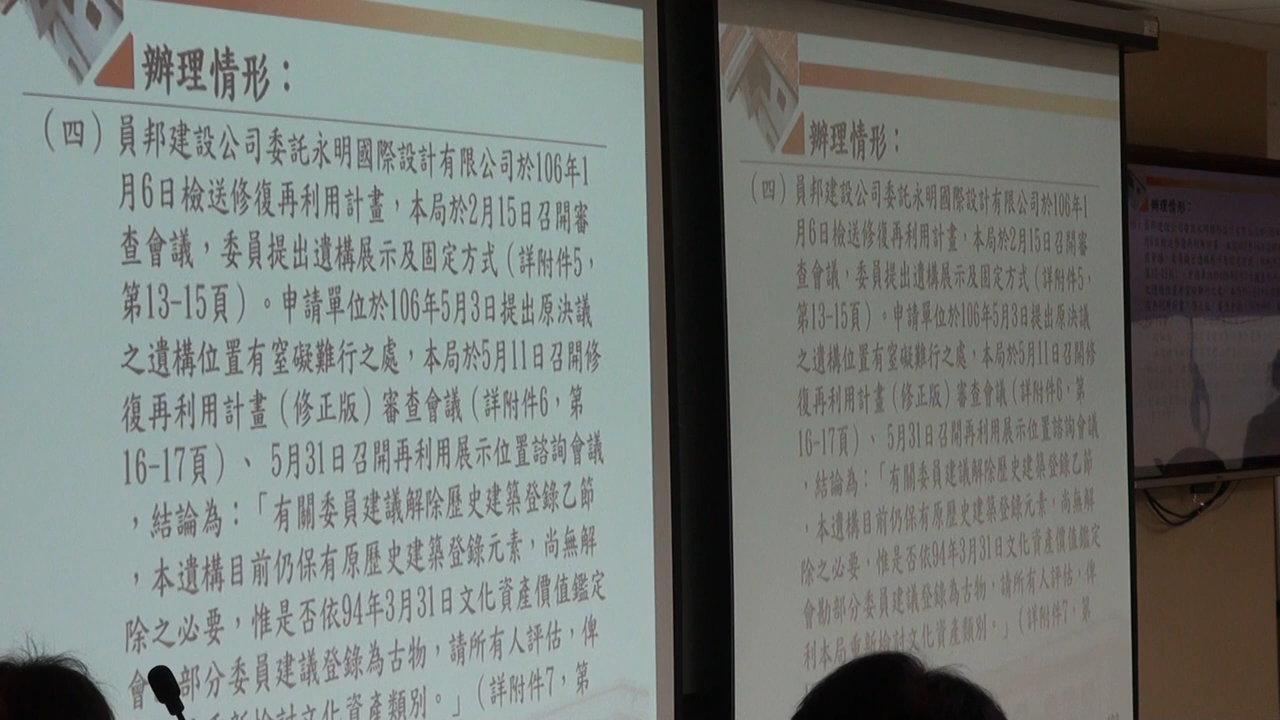 辦理情形：
（四）員邦建設公司委託永明國際設計有限公司於106年1
月6日檢送修復再利用計畫，本局於2月15日召開審
查會議，委員提出遺構展示及固定方式（詳附件5，
第13-15頁）。申請單位於106年5月3日提出原決議
之遺構位置有窒礙難行之處，本局於5月11日召開修
復再利用計畫（修正版）審查會議（詳附件6，第
16-17頁）、 5月31日召開再利用展示位置諮詢會議
，結論為：「有關委員建議解除歷史建築登錄乙節
，本遺構目前仍保有原歷史建築登錄元素，尚無解
除之必要，惟是否依94年3月31日文化資產價值鑑定
會 部分委員建議登錄為古物，請所有人評估，俾
新檢討文化資產類別。」（詳附件7，第
辦理情形：
（四）員邦建設公司委託永明國際設計有限公司於106年1
月6日檢送修復再利用計畫，本局於2月15日召開審
查會議，委員提出遺構展示及固定方式（詳附件5，
第13-15頁）。申請單位於106年5月3日提出原決議
之遺構位置有窒礙難行之處，本局於5月11日召開修
復再利用計畫（修正版）審查會議（詳附件6，第
16-17頁）、 5月31日召開再利用展示位置諮詢會議
，結論為：「有關委員建議解除歷史建築登錄乙節
，本遺構目前仍保有原歷史建築登錄元素，尚無解
除之必要，惟是否依94年3月31日文化資產價值鑑定
會勘部分委員建議登錄為古物，請所有人評估，俾
利本局重新檢討文化資產類別。」（詳附件7，第
辦理情形：